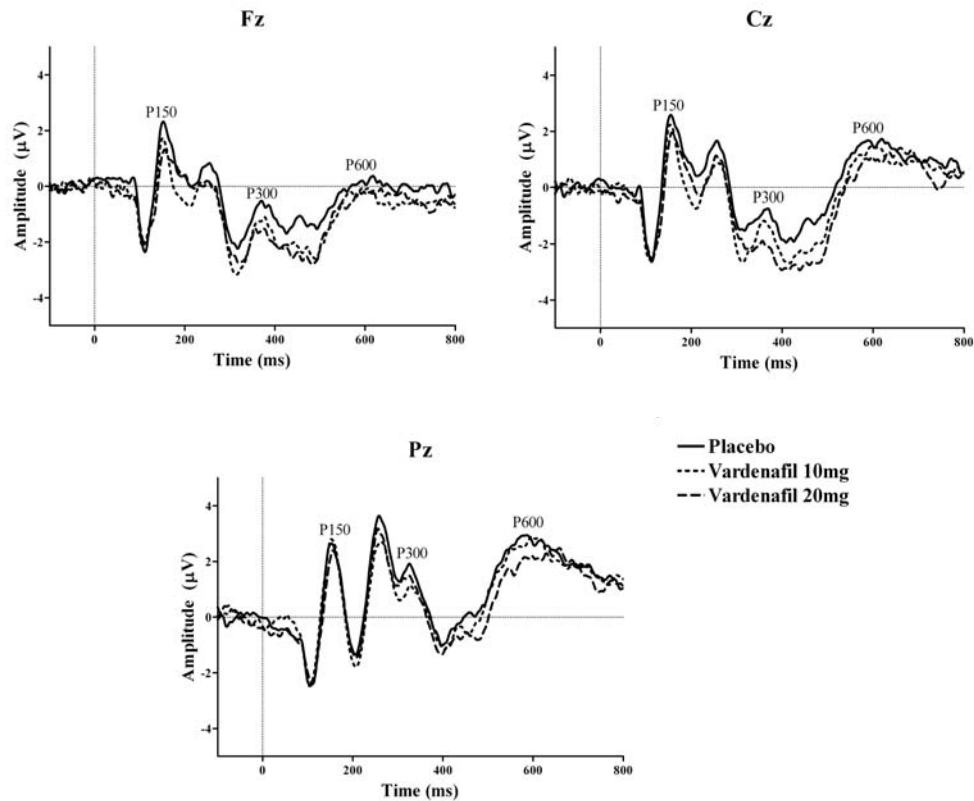 Fz
4
2
0
-2
-4
Amplitude (µV)
P150
P300
P600
0
200
400
600
800
Time (ms)
Cz
4
2
0
-2
-4
Amplitude (µV)
P150
P300
P600
0
200
400
600
800
Time (ms)
Pz
4
2
0
-2
-4
Amplitude (µV)
P150
P300
P600
0
200
400
600
800
Time (ms)
Placebo
Vardenafil 10mg
Vardenafil 20mg